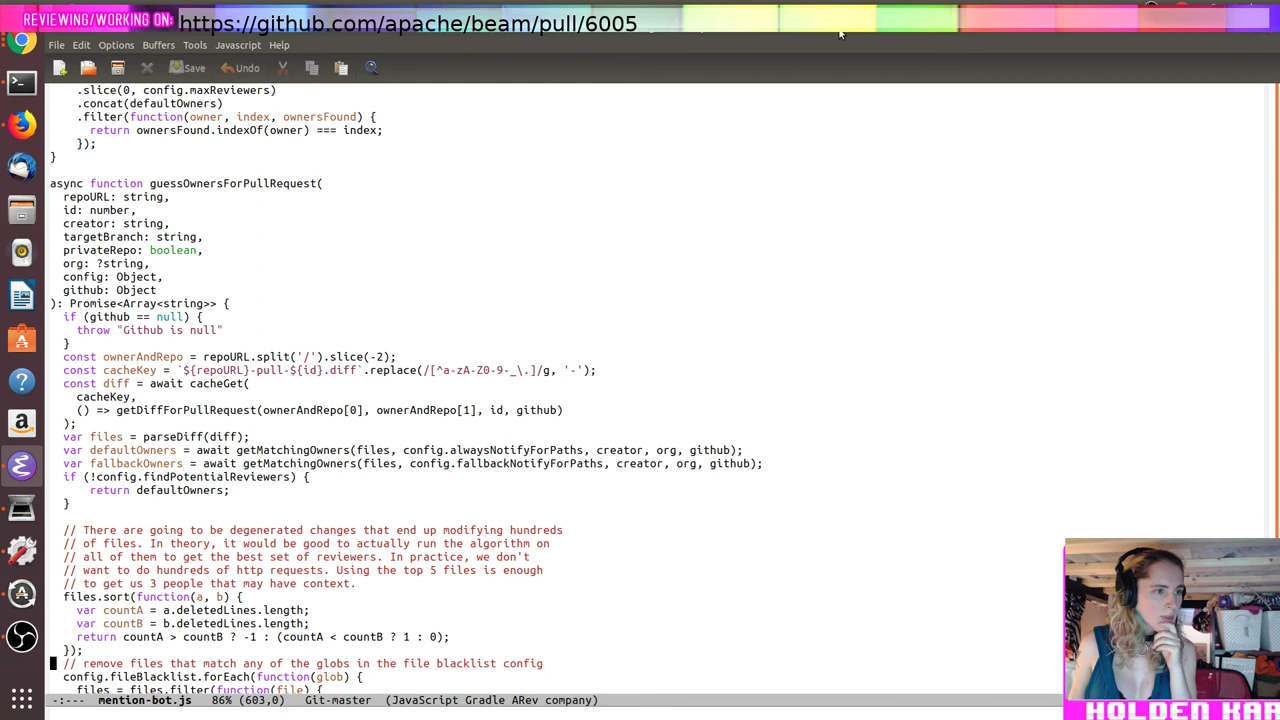 REVIEWING/WORKING ON: https://github.com/apache/beam/pull/6005
File Edit Options Buffers Tools Javascript Help
Save Undo
.slice(0, config.maxReviewers)
.concat(defaultOwners)
.filter(function(owner, index, ownersFound) {
return ownersFound.indexOf(owner) === index;
});
}
async function guessOwnersForPullRequest(
repoURL: string,
id: number,
creator: string,
targetBranch: string,
privateRepo: boolean,
org: ?string,
config: Object,
github: Object
): Promise<Array<string>> {
if (github == null) {
throw "Github is null"
}
const ownerAndRepo = repoURL.split('/').slice(-2);
const cacheKey = `${repoURL}-pull-${id}.diff`.replace(/[^a-zA-Z0-9-_\.]/g, '-');
const diff = await cacheGet(
cacheKey,
() => getDiffForPullRequest(ownerAndRepo[0], ownerAndRepo[1], id, github)
);
var files = parseDiff(diff);
var defaultOwners = await getMatchingOwners(files, config.alwaysNotifyForPaths, creator, org, github);
var fallbackOwners = await getMatchingOwners(files, config.fallbackNotifyForPaths, creator, org, github);
if (!config.findPotentialReviewers) {
return defaultOwners;
}
// There are going to be degenerated changes that end up modifying hundreds
// of files. In theory, it would be good to actually run the algorithm on
// all of them to get the best set of reviewers. In practice, we don't
// want to do hundreds of http requests. Using the top 5 files is enough
// to get us 3 people that may have context.
files.sort(function(a, b) {
var countA = a.deletedLines.length;
var countB = b.deletedLines.length;
return countA > countB ? -1 : (countA < countB ? 1 : 0);
});
// remove files that match any of the globs in the file blacklist config
config.fileBlacklist.forEach(function(glob) {
files = files.filter(function(file) {
-:--- mention-bot.js 86% (603,0) Git-master (JavaScript Gradle ARev company)
HOLDEN KAR